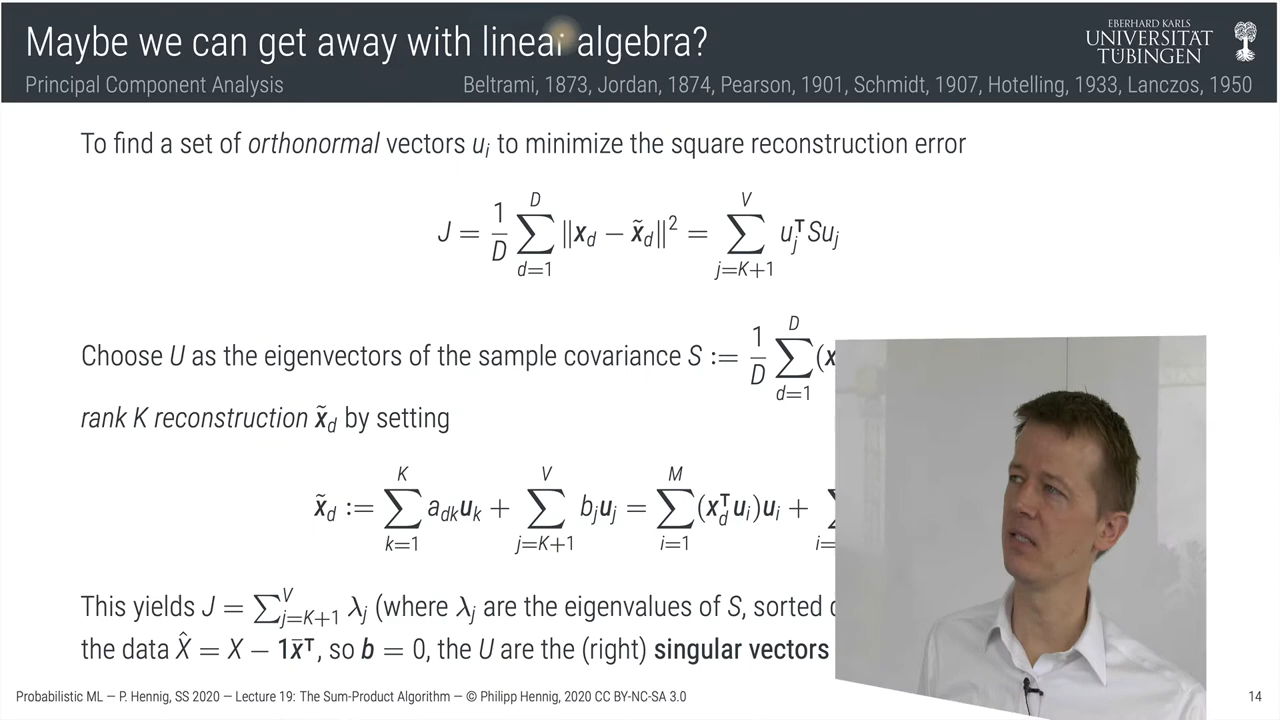 Maybe we can get away with linear algebra?
EBERHARD KARLS
UNIVERSITÄT
TÜBINGEN
Principal Component Analysis
Beltrami, 1873, Jordan, 1874, Pearson, 1901, Schmidt, 1907, Hotelling, 1933, Lanczos, 1950
To find a set of orthonormal vectors uᵢ to minimize the square reconstruction error
J = 1/D ∑_{d=1}^{D} ‖x_d − x̃_d‖² = ∑_{j=K+1}^{V} u_j^⊤ S u_j
Choose U as the eigenvectors of the sample covariance S := 1/D ∑_{d=1}^{D} (x
rank K reconstruction x̃_d by setting
x̃_d := ∑_{k=1}^{K} a_{dk} u_k + ∑_{j=K+1}^{V} b_j u_j = ∑_{i=1}^{M} (x_d^⊤ u_i) u_i + ∑_{i=
This yields J = ∑_{j=K+1}^{V} λ_j (where λ_j are the eigenvalues of S, sorted
the data X̂ = X − 1x̄^⊤, so b = 0, the U are the (right) singular vectors
Probabilistic ML — P. Hennig, SS 2020 — Lecture 19: The Sum-Product Algorithm — © Philipp Hennig, 2020 CC BY-NC-SA 3.0
14